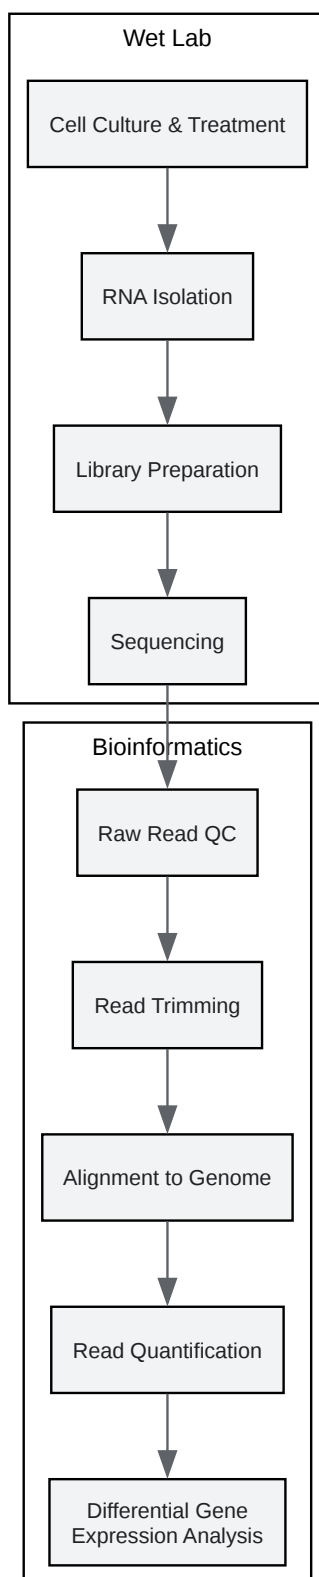 Wet Lab
Cell Culture & Treatment
RNA Isolation
Library Preparation
Sequencing
Bioinformatics
Raw Read QC
Read Trimming
Alignment to Genome
Read Quantification
Differential Gene
Expression Analysis